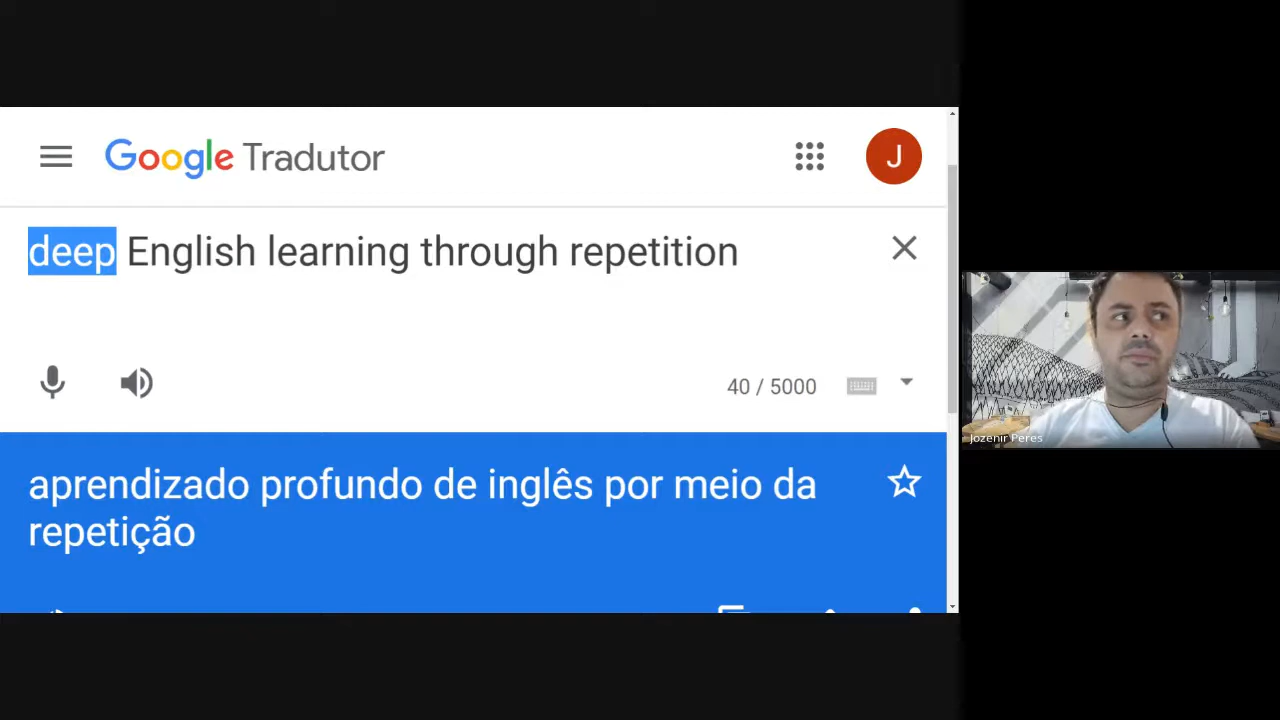 Google Tradutor
J
deep English learning through repetition
40 / 5000
aprendizado profundo de inglês por meio da
repetição
Jozenir Peres